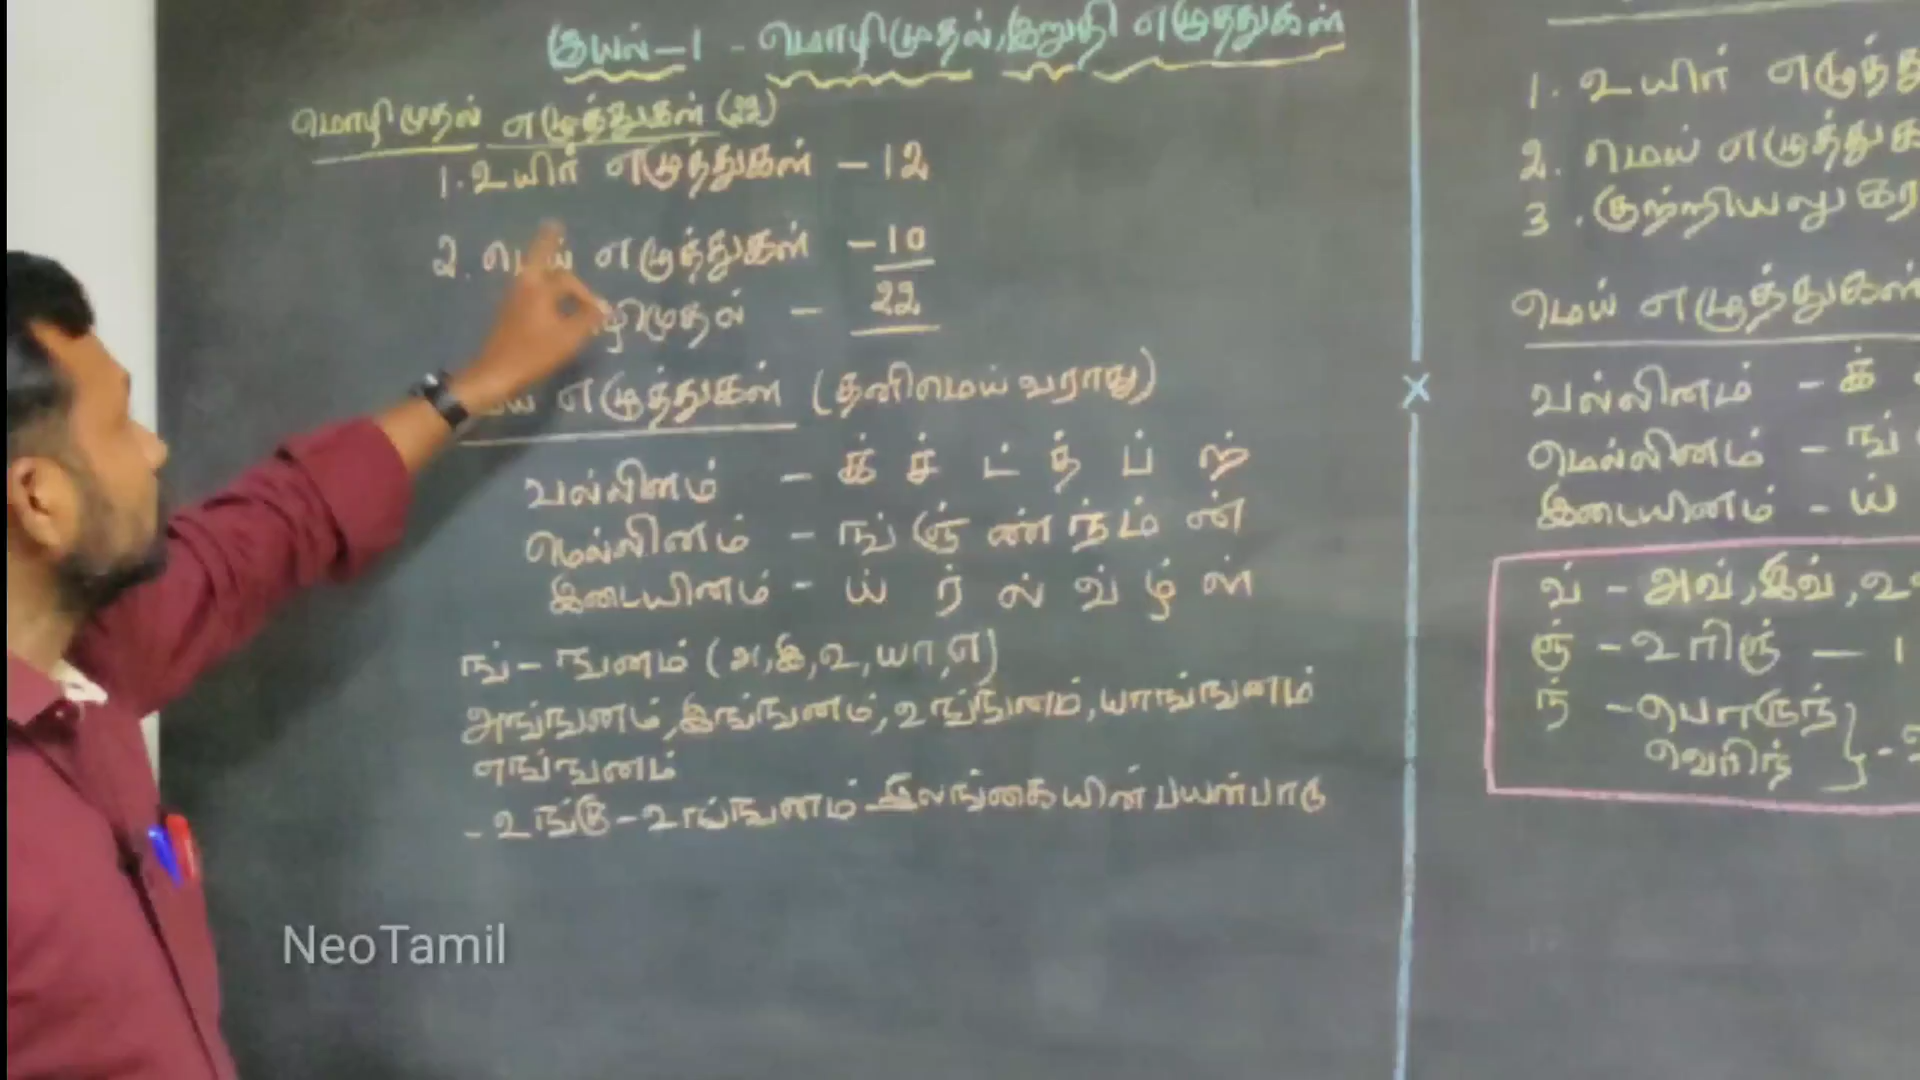 இயல் – 1 - மொழிமுதல், இறுதி எழுத்துகள்
மொழி முதல் எழுத்துகள் (22)
1. உயிர் எழுத்துகள் – 12
2. மெய் எழுத்துகள் – 10
ழிமுதல் – 22
எழுத்துகள் (தனிமெய் வராது)
வல்லினம் – க் ச் ட் த் ப் ற்
மெல்லினம் – ங் ஞ் ண் ந் ம் ன்
இடையினம் – ய் ர் ல் வ் ழ் ள்
ங் – ஙனம் (அ, இ, உ, யா, எ)
அங்ஙனம், இங்ஙனம், உங்ஙனம், யாங்ஙனம்
எங்ஙனம்
- உங்கு – உங்ஙனம் இலங்கையின் பயன்பாடு
1. உயிர் எழுத்து
2. மெய் எழுத்துக
3. குற்றியலுகர
மெய் எழுத்துகள்
வல்லினம் – க்
மெல்லினம் – ங்
இடையினம் – ய்
வ் – அவ், இவ், உ
ஞ் – உரிஞ் – 1
ந் – பொருந்
வெரிந் } - 2
NeoTamil